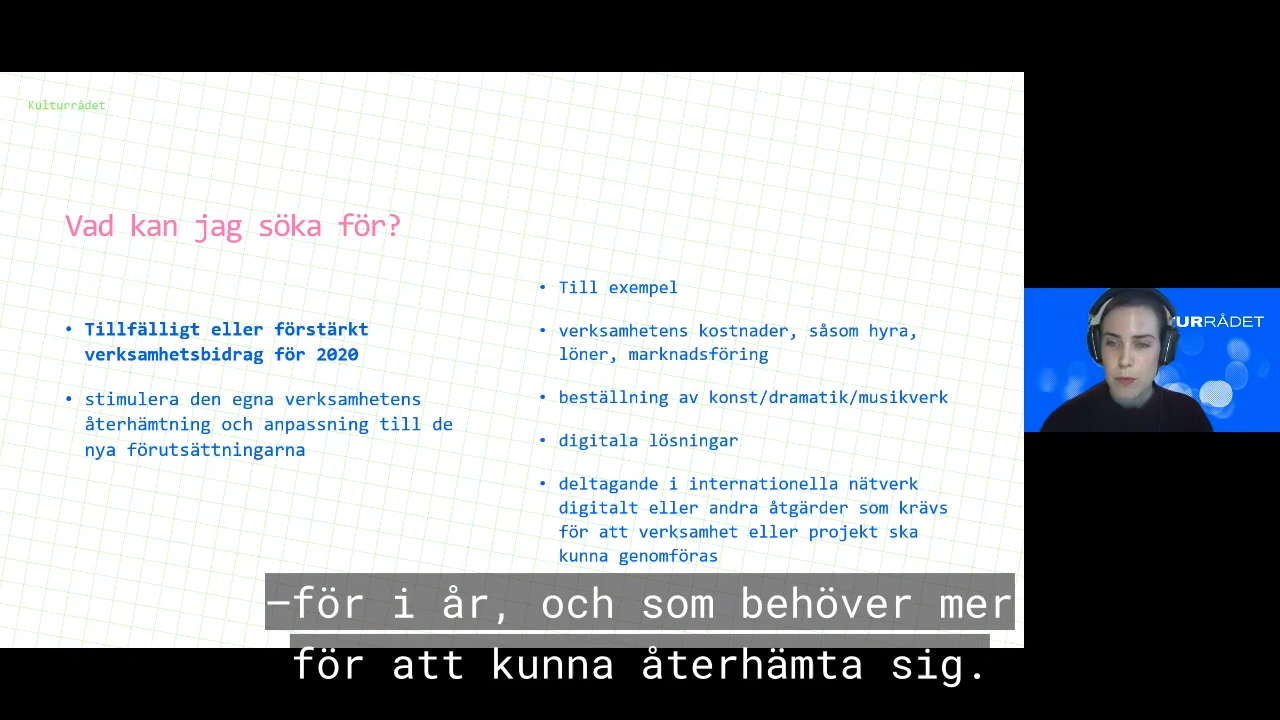 Kulturrådet
Vad kan jag söka för?
• Tillfälligt eller förstärkt
verksamhetsbidrag för 2020
• stimulera den egna verksamhetens
återhämtning och anpassning till de
nya förutsättningarna
• Till exempel
• verksamhetens kostnader, såsom hyra,
löner, marknadsföring
• beställning av konst/dramatik/musikverk
• digitala lösningar
• deltagande i internationella nätverk
digitalt eller andra åtgärder som krävs
för att verksamhet eller projekt ska
kunna genomföras
URRÅDET
–för i år, och som behöver mer
för att kunna återhämta sig.